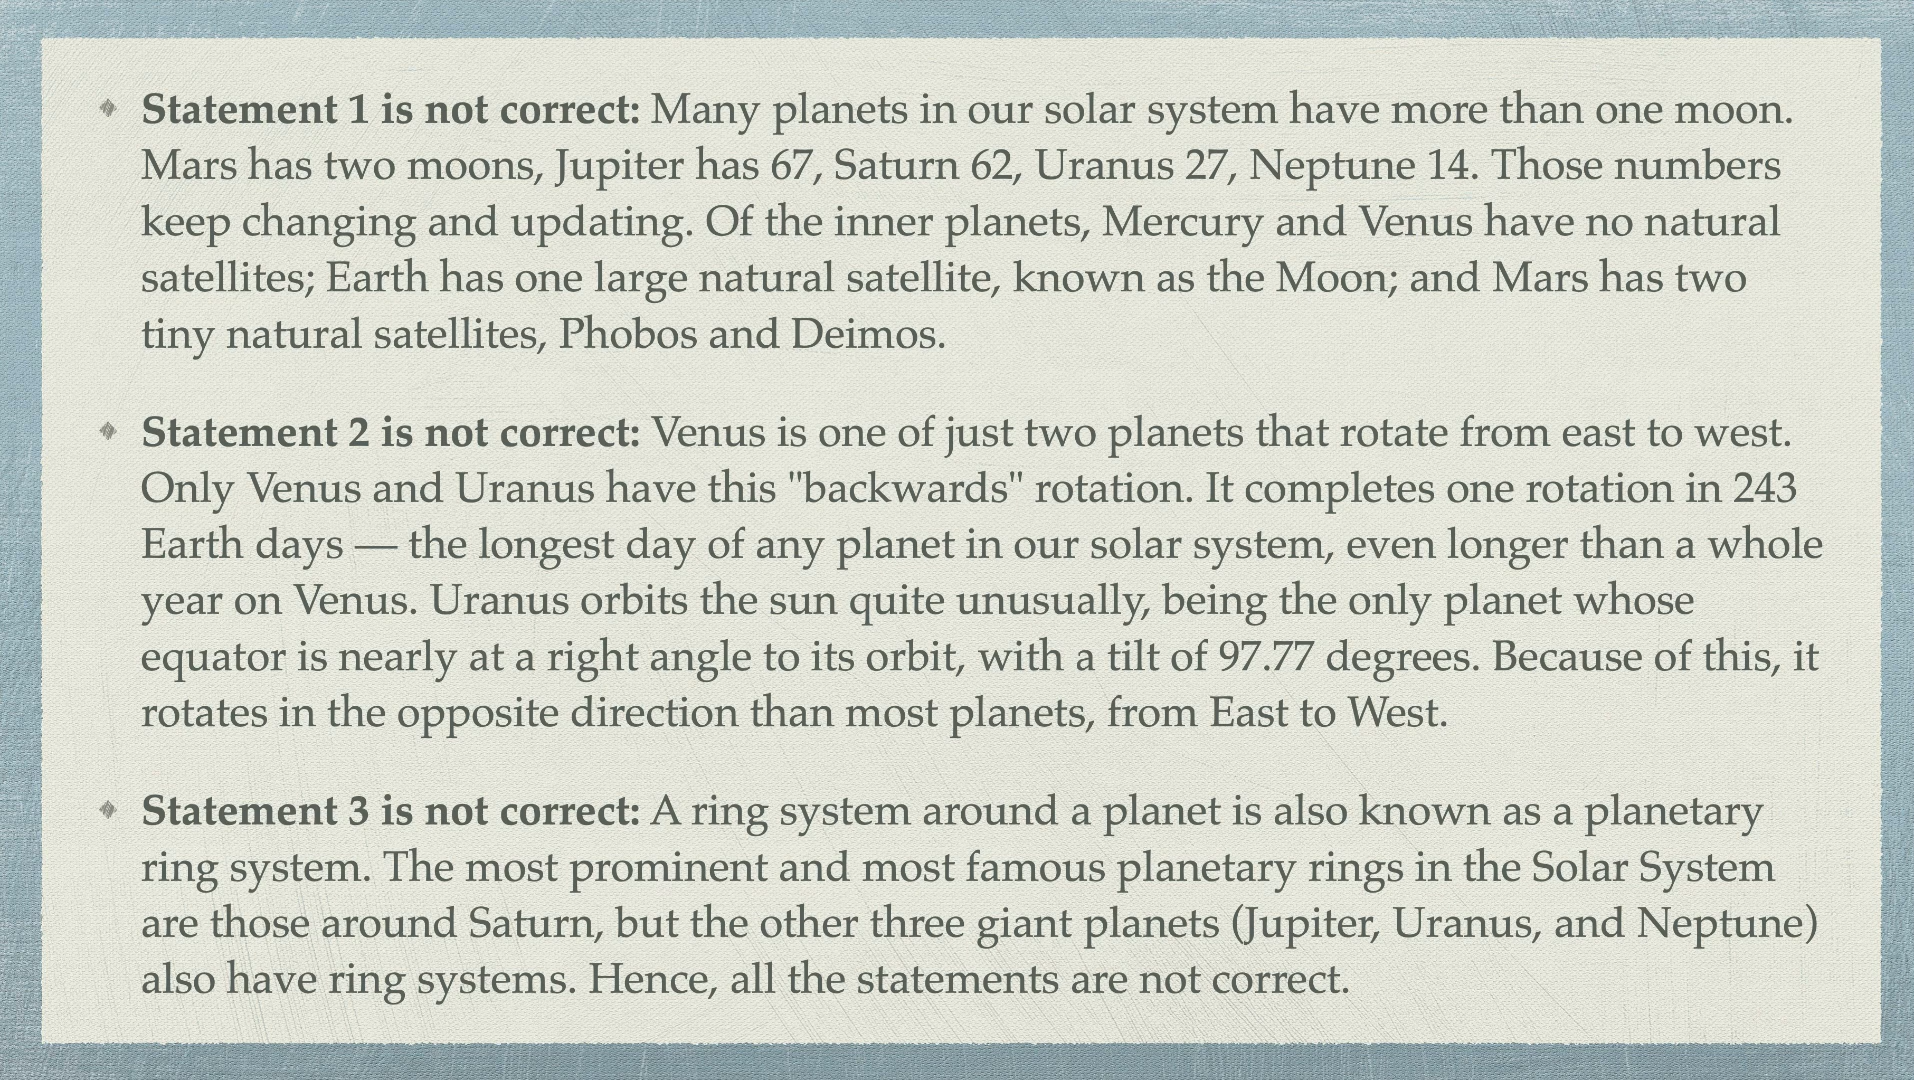 Statement 1 is not correct: Many planets in our solar system have more than one moon.
Mars has two moons, Jupiter has 67, Saturn 62, Uranus 27, Neptune 14. Those numbers
keep changing and updating. Of the inner planets, Mercury and Venus have no natural
satellites; Earth has one large natural satellite, known as the Moon; and Mars has two
tiny natural satellites, Phobos and Deimos.
Statement 2 is not correct: Venus is one of just two planets that rotate from east to west.
Only Venus and Uranus have this "backwards" rotation. It completes one rotation in 243
Earth days — the longest day of any planet in our solar system, even longer than a whole
year on Venus. Uranus orbits the sun quite unusually, being the only planet whose
equator is nearly at a right angle to its orbit, with a tilt of 97.77 degrees. Because of this, it
rotates in the opposite direction than most planets, from East to West.
Statement 3 is not correct: A ring system around a planet is also known as a planetary
ring system. The most prominent and most famous planetary rings in the Solar System
are those around Saturn, but the other three giant planets (Jupiter, Uranus, and Neptune)
also have ring systems. Hence, all the statements are not correct.